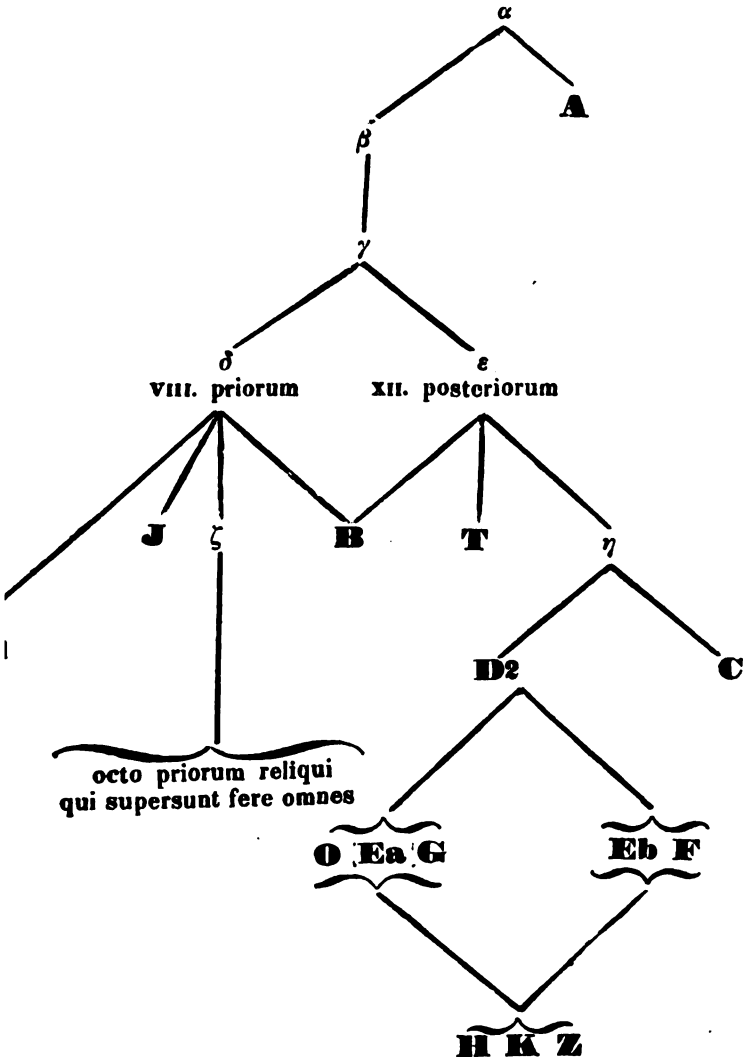 α
A
β
γ
δ ε
VIII. priorum XII. posteriorum
J ζ B T η
D2 C
octo priorum reliqui
qui supersunt fere omnes
O Ea G Eb F
H K Z